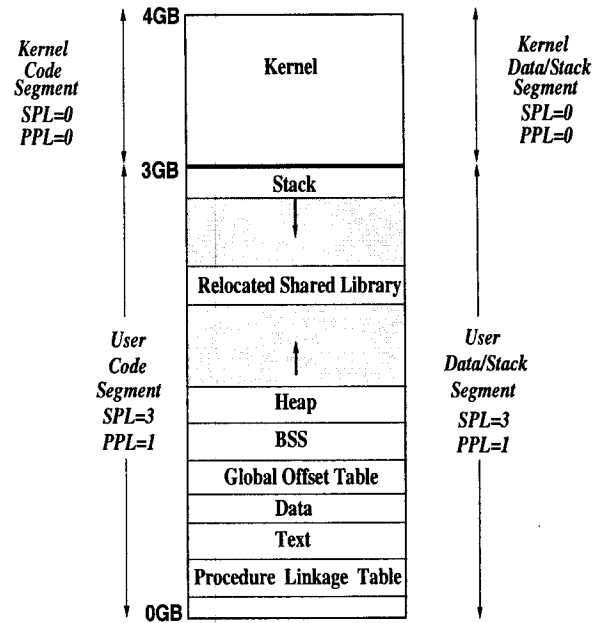 4GB
Kernel
Code
Segment
SPL=0
PPL=0
Kernel
Kernel
Data/Stack
Segment
SPL=0
PPL=0
3GB
Stack
Relocated Shared Library
User
Code
Segment
SPL=3
PPL=1
User
Data/Stack
Segment
SPL=3
PPL=1
Heap
BSS
Global Offset Table
Data
Text
Procedure Linkage Table
0GB